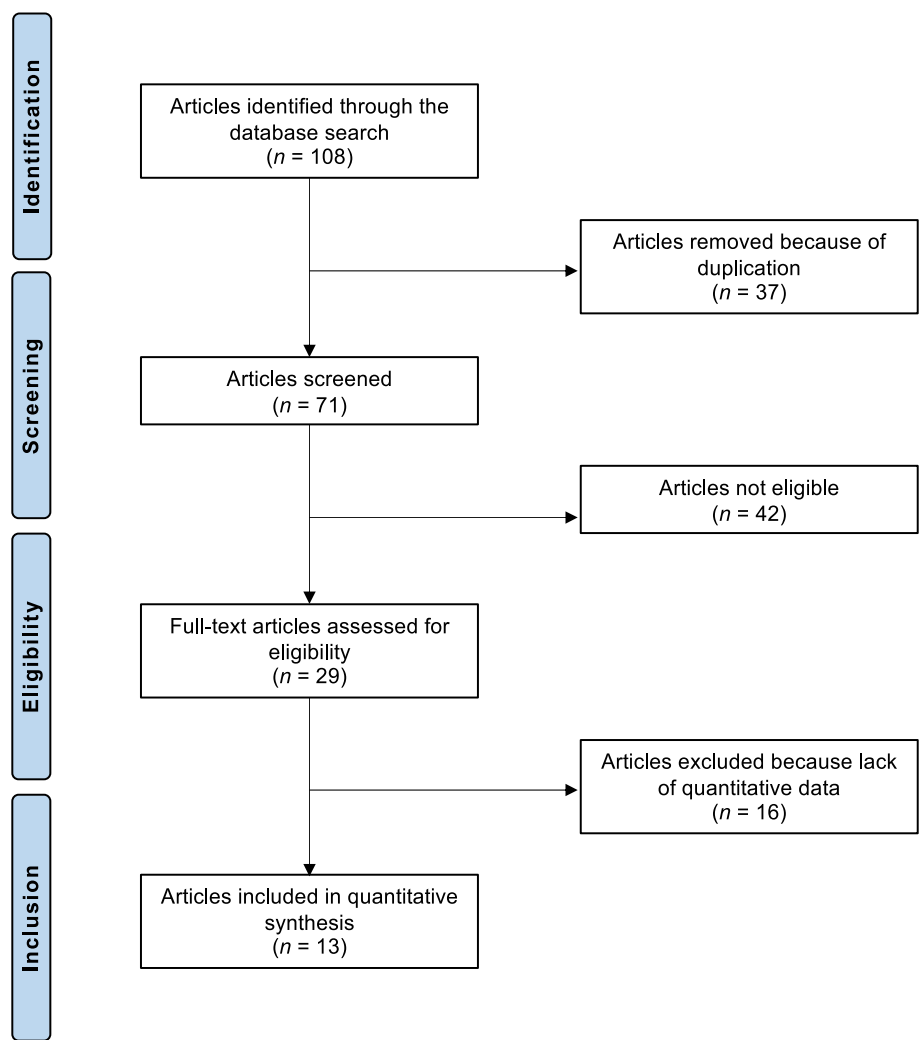 Identification
Articles identified through the
database search
(n = 108)
Articles removed because of
duplication
(n = 37)
Screening
Articles screened
(n = 71)
Articles not eligible
(n = 42)
Eligibility
Full-text articles assessed for
eligibility
(n = 29)
Articles excluded because lack
of quantitative data
(n = 16)
Inclusion
Articles included in quantitative
synthesis
(n = 13)